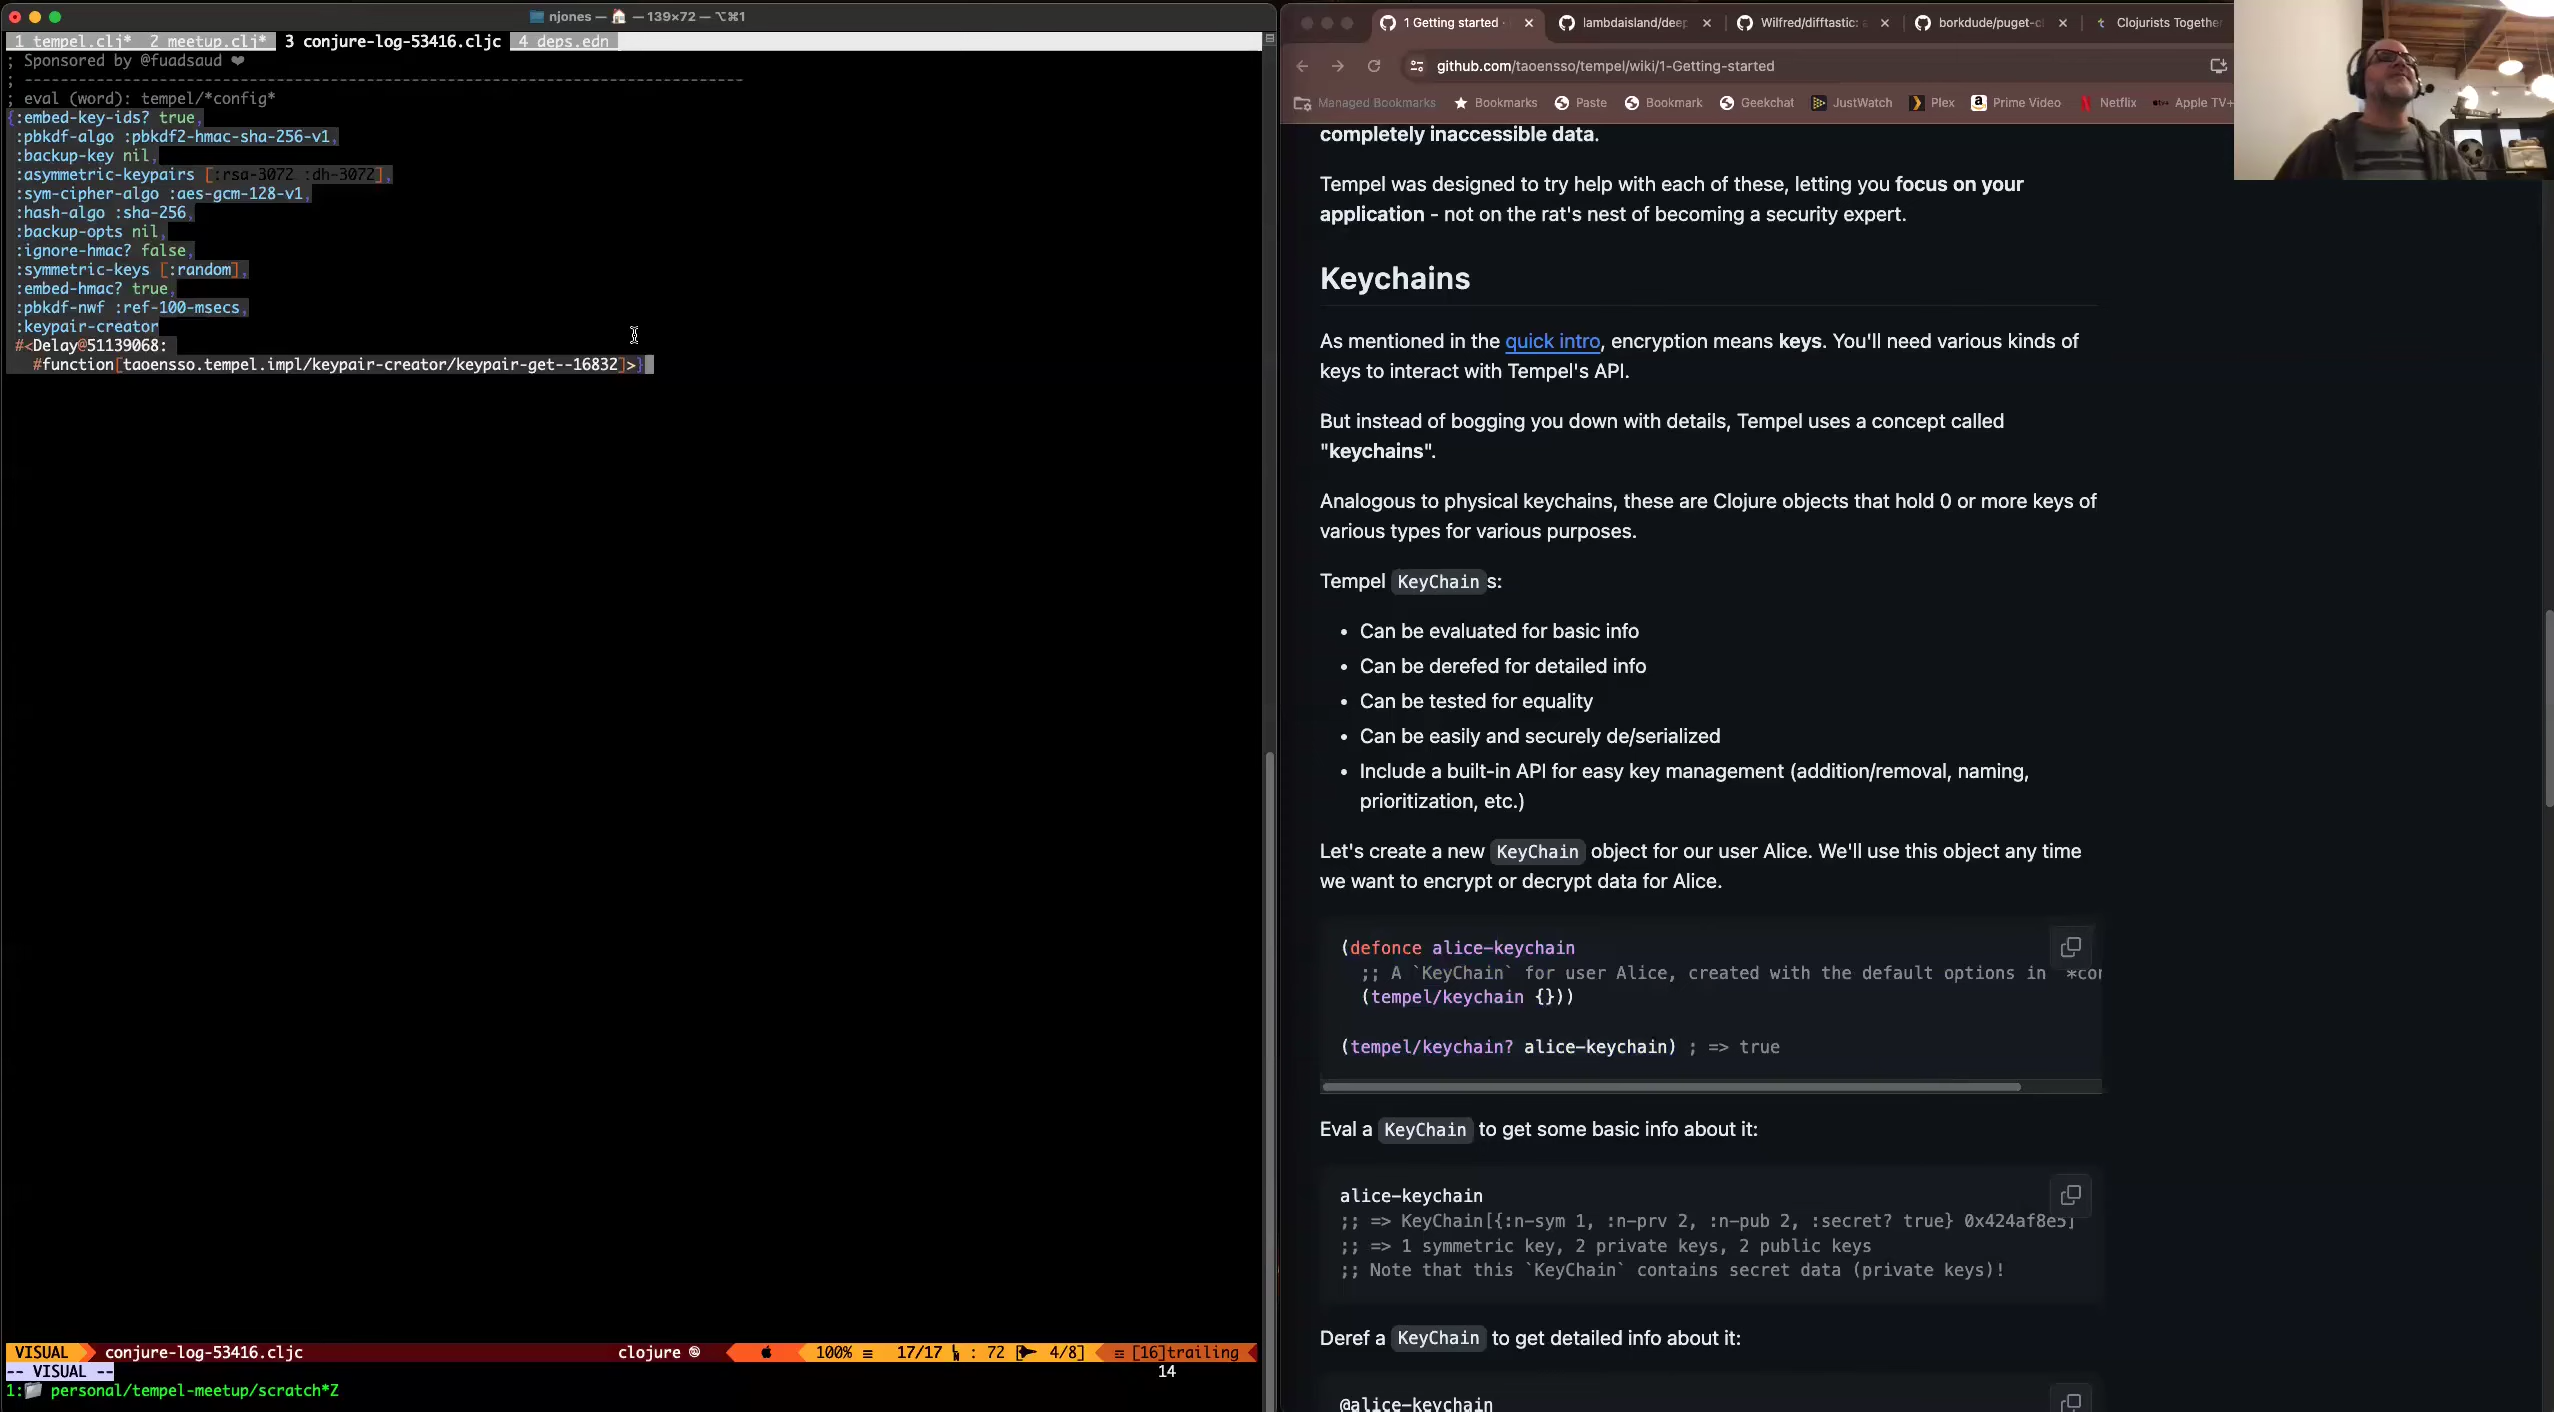 njones — 🏠 — 139×72 — ⌥⌘1
1 tempel.clj* 2 meetup.clj* 3 conjure-log-53416.cljc 4 deps.edn
; Sponsored by @fuadsaud ❤
; --------------------------------------------------------------------------------
; eval (word): tempel/*config*
{:embed-key-ids? true,
:pbkdf-algo :pbkdf2-hmac-sha-256-v1,
:backup-key nil,
:asymmetric-keypairs [:rsa-3072 :dh-3072],
:sym-cipher-algo :aes-gcm-128-v1,
:hash-algo :sha-256,
:backup-opts nil,
:ignore-hmac? false,
:symmetric-keys [:random],
:embed-hmac? true,
:pbkdf-nwf :ref-100-msecs,
:keypair-creator
#<Delay@51139068:
#function[taoensso.tempel.impl/keypair-creator/keypair-get--16832]>}
VISUAL conjure-log-53416.cljc clojure 100% ≡ 17/17 : 72 4/8] [16]trailing
-- VISUAL -- 14
1: personal/tempel-meetup/scratch*Z
1 Getting started · lambdaisland/deep Wilfred/difftastic: a borkdude/puget-cl Clojurists Together
github.com/taoensso/tempel/wiki/1-Getting-started
Managed Bookmarks Bookmarks Paste Bookmark Geekchat JustWatch Plex Prime Video Netflix Apple TV+
completely inaccessible data.
Tempel was designed to try help with each of these, letting you focus on your
application - not on the rat's nest of becoming a security expert.
Keychains
As mentioned in the quick intro, encryption means keys. You'll need various kinds of
keys to interact with Tempel's API.
But instead of bogging you down with details, Tempel uses a concept called
"keychains".
Analogous to physical keychains, these are Clojure objects that hold 0 or more keys of
various types for various purposes.
Tempel KeyChain s:
• Can be evaluated for basic info
• Can be derefed for detailed info
• Can be tested for equality
• Can be easily and securely de/serialized
• Include a built-in API for easy key management (addition/removal, naming,
prioritization, etc.)
Let's create a new KeyChain object for our user Alice. We'll use this object any time
we want to encrypt or decrypt data for Alice.
(defonce alice-keychain
;; A `KeyChain` for user Alice, created with the default options in `*cor
(tempel/keychain {}))
(tempel/keychain? alice-keychain) ; => true
Eval a KeyChain to get some basic info about it:
alice-keychain
;; => KeyChain[{:n-sym 1, :n-prv 2, :n-pub 2, :secret? true} 0x424af8e5]
;; => 1 symmetric key, 2 private keys, 2 public keys
;; Note that this `KeyChain` contains secret data (private keys)!
Deref a KeyChain to get detailed info about it:
@alice-keychain